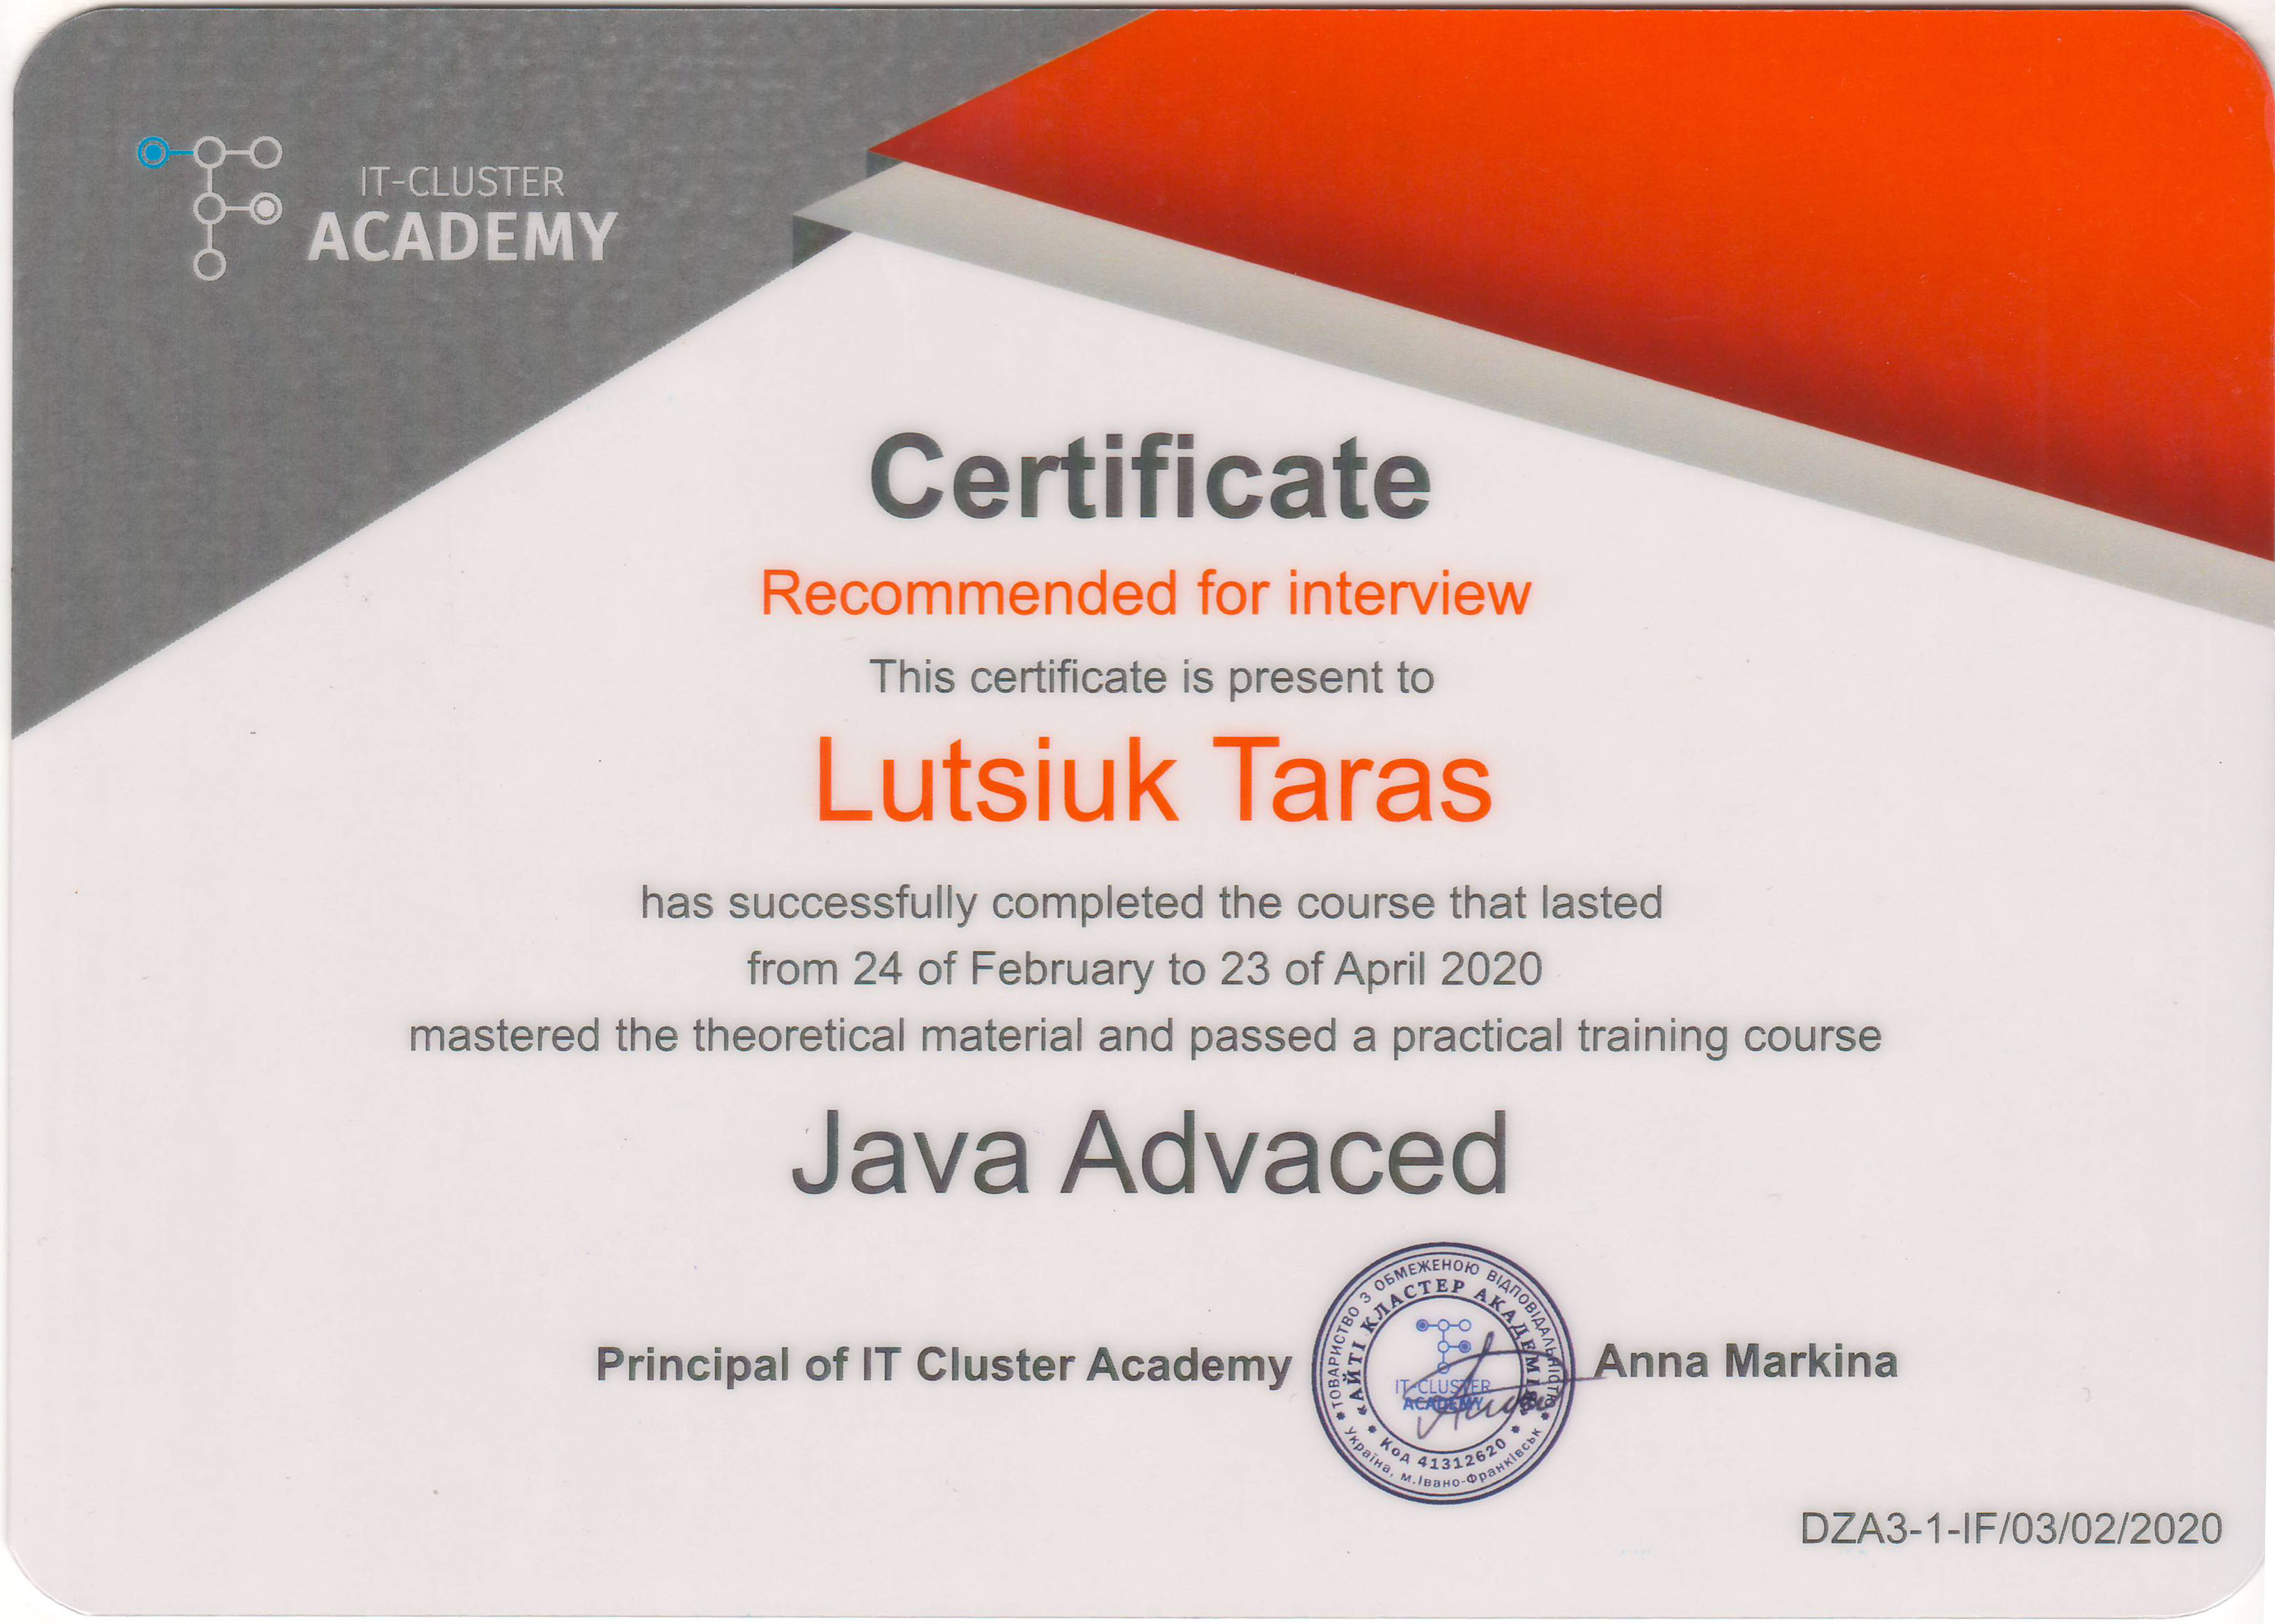 IT-CLUSTER
ACADEMY
Certificate
Recommended for interview
This certificate is present to
Lutsiuk Taras
has successfully completed the course that lasted
from 24 of February to 23 of April 2020
mastered the theoretical material and passed a practical training course
Java Advaced
Principal of IT Cluster Academy
ТОВАРИСТВО З ОБМЕЖЕНОЮ ВІДПОВІДАЛЬНІСТЮ
«АЙТІ КЛАСТЕР АКАДЕМІЯ»
IT-CLUSTER
ACADEMY
Код 41312620
Україна, м.Івано-Франківськ
Anna Markina
DZA3-1-IF/03/02/2020